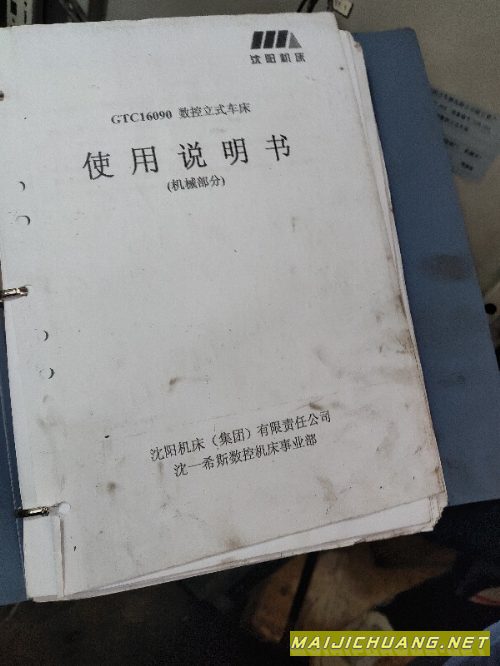 沈阳机床
GTC16090 数控立式车床
使用说明书
(机械部分)
沈阳机床（集团）有限责任公司
沈一希斯数控机床事业部
MAIJICHUANG.NET